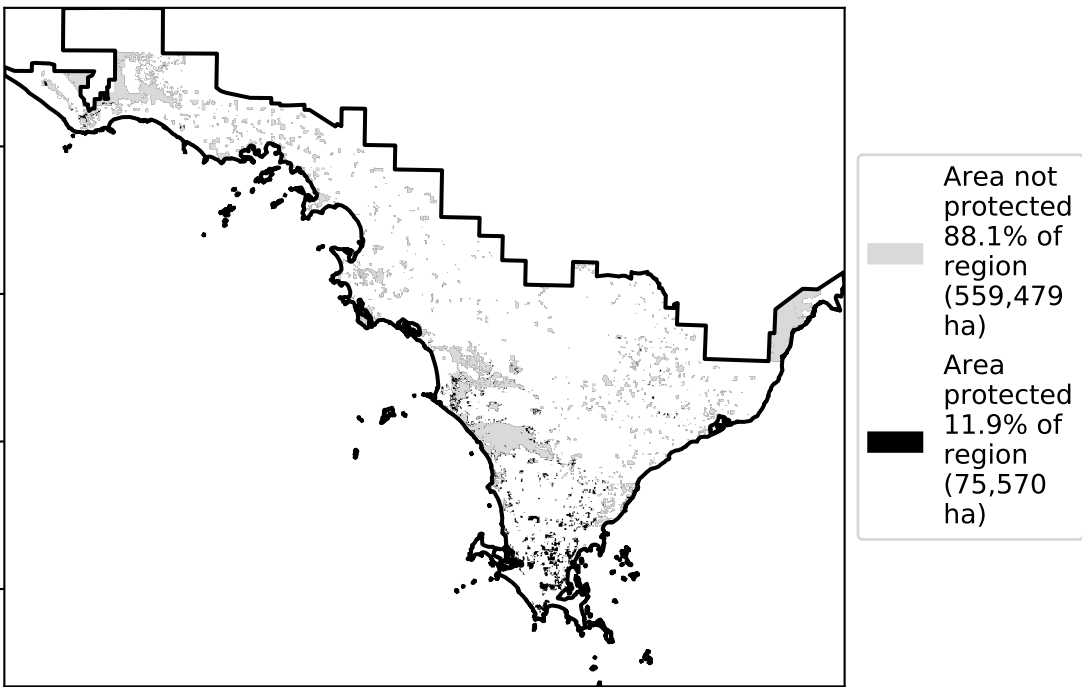 Area not
protected
88.1% of
region
(559,479
ha)
Area
protected
11.9% of
region
(75,570
ha)